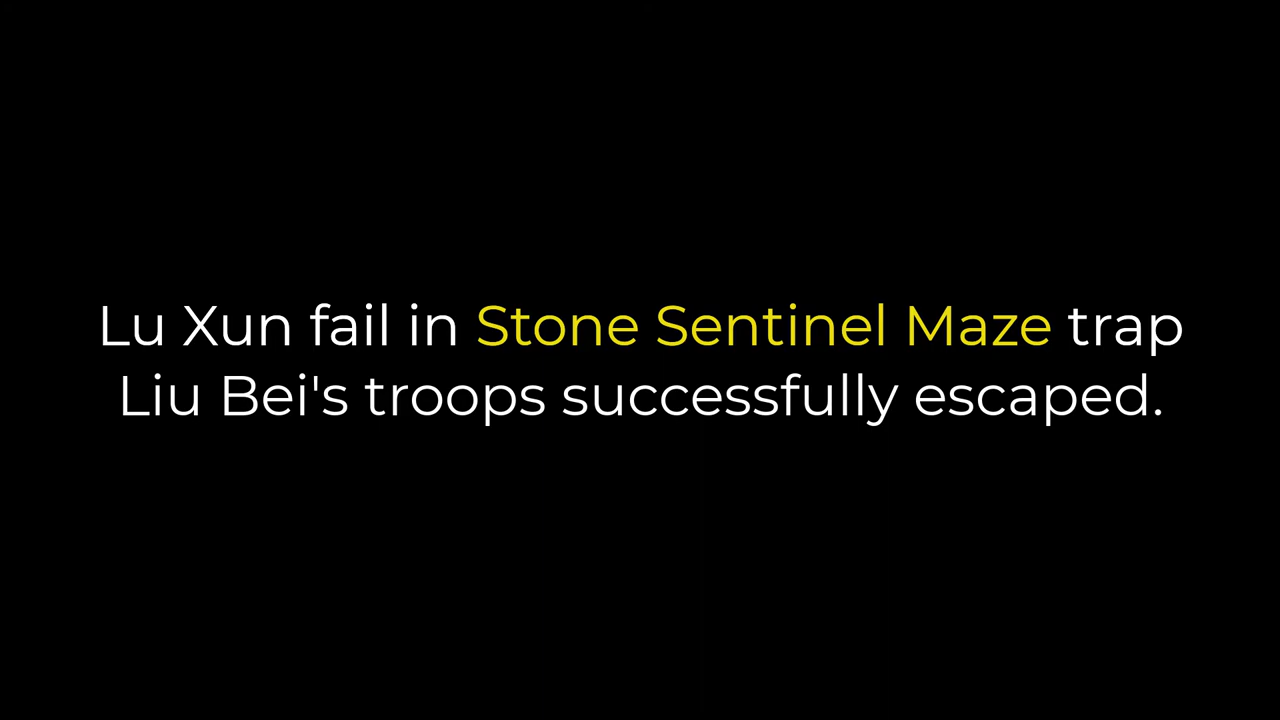 Lu Xun fail in Stone Sentinel Maze trap
Liu Bei's troops successfully escaped.